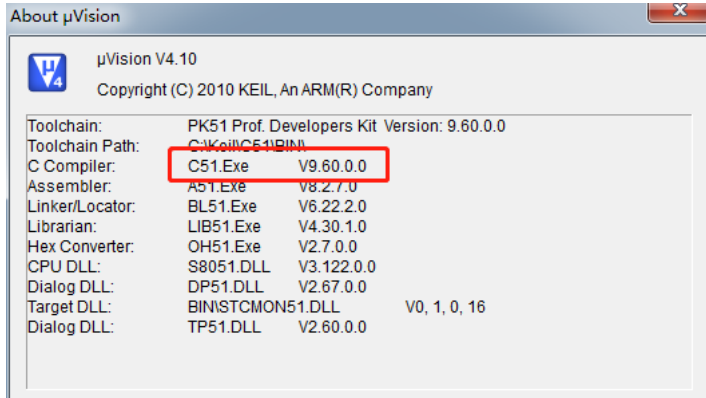 About µVision
X
µ
V4
µVision V4.10
Copyright (C) 2010 KEIL, An ARM(R) Company
Toolchain: PK51 Prof. Developers Kit Version: 9.60.0.0
Toolchain Path: C:\Keil\C51\BIN\
C Compiler: C51.Exe V9.60.0.0
Assembler: A51.Exe V8.2.7.0
Linker/Locator: BL51.Exe V6.22.2.0
Librarian: LIB51.Exe V4.30.1.0
Hex Converter: OH51.Exe V2.7.0.0
CPU DLL: S8051.DLL V3.122.0.0
Dialog DLL: DP51.DLL V2.67.0.0
Target DLL: BIN\STCMON51.DLL V0, 1, 0, 16
Dialog DLL: TP51.DLL V2.60.0.0